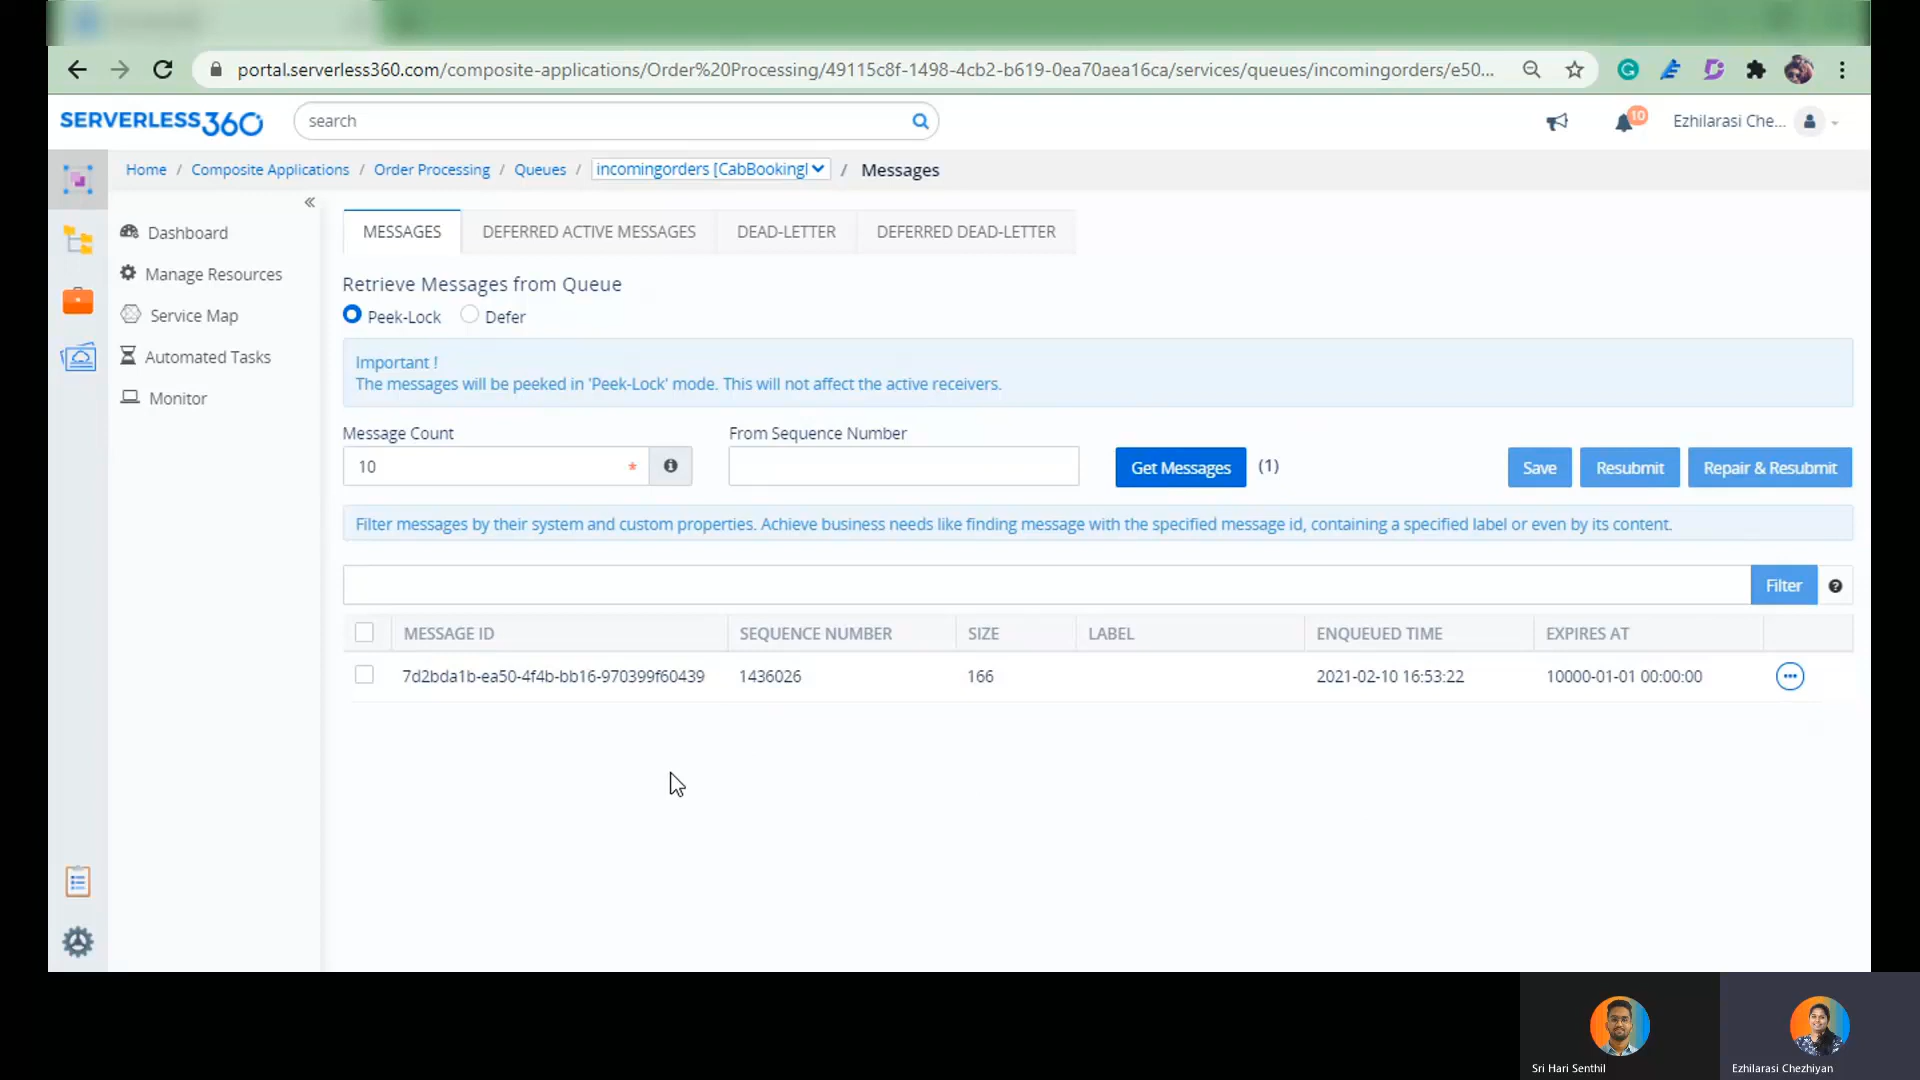 portal.serverless360.com/composite-applications/Order%20Processing/49115c8f-1498-4cb2-b619-0ea70aea16ca/services/queues/incomingorders/e50...
SERVERLESS360
search
10
Ezhilarasi Che...
Home / Composite Applications / Order Processing / Queues / incomingorders [CabBooking] / Messages
Dashboard
Manage Resources
Service Map
Automated Tasks
Monitor
MESSAGES
DEFERRED ACTIVE MESSAGES
DEAD-LETTER
DEFERRED DEAD-LETTER
Retrieve Messages from Queue
Peek-Lock
Defer
Important !
The messages will be peeked in 'Peek-Lock' mode. This will not affect the active receivers.
Message Count
From Sequence Number
10 *
Get Messages
(1)
Save
Resubmit
Repair & Resubmit
Filter messages by their system and custom properties. Achieve business needs like finding message with the specified message id, containing a specified label or even by its content.
Filter
MESSAGE ID SEQUENCE NUMBER SIZE LABEL ENQUEUED TIME EXPIRES AT
7d2bda1b-ea50-4f4b-bb16-970399f60439 1436026 166 2021-02-10 16:53:22 10000-01-01 00:00:00
Sri Hari Senthil
Ezhilarasi Chezhiyan